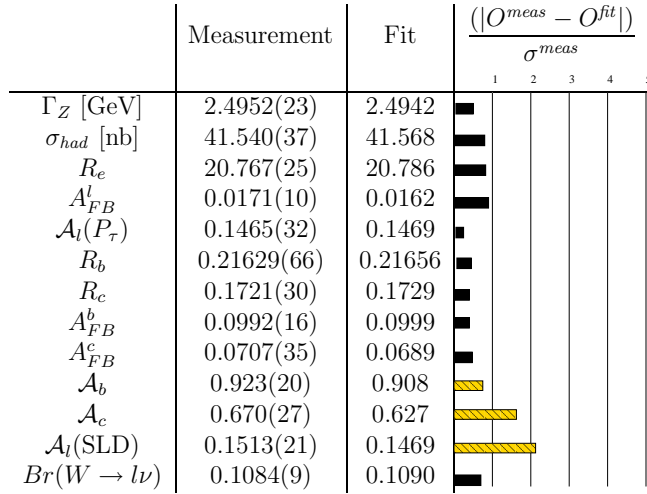 Measurement Fit (|O^meas − O^fit|)
σ^meas
1 2 3 4 5
Γ_Z [GeV] 2.4952(23) 2.4942
σ_had [nb] 41.540(37) 41.568
R_e 20.767(25) 20.786
A^l_FB 0.0171(10) 0.0162
𝒜_l(P_τ) 0.1465(32) 0.1469
R_b 0.21629(66) 0.21656
R_c 0.1721(30) 0.1729
A^b_FB 0.0992(16) 0.0999
A^c_FB 0.0707(35) 0.0689
𝒜_b 0.923(20) 0.908
𝒜_c 0.670(27) 0.627
𝒜_l(SLD) 0.1513(21) 0.1469
Br(W → lν) 0.1084(9) 0.1090